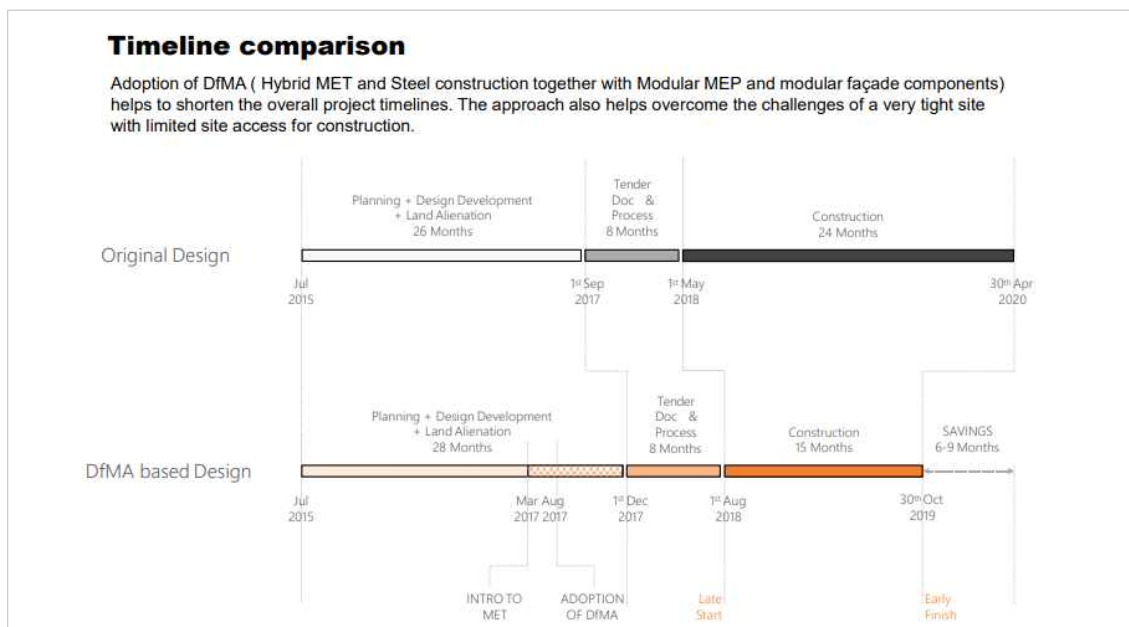 Timeline comparison
Adoption of DfMA ( Hybrid MET and Steel construction together with Modular MEP and modular façade components)
helps to shorten the overall project timelines. The approach also helps overcome the challenges of a very tight site
with limited site access for construction.
Planning + Design Development
+ Land Alienation
26 Months
Tender
Doc &
Process
8 Months
Construction
24 Months
Original Design
Jul
2015
1st Sep
2017
1st May
2018
30th Apr
2020
Planning + Design Development
+ Land Alienation
28 Months
Tender
Doc &
Process
8 Months
Construction
15 Months
SAVINGS
6-9 Months
DfMA based Design
Jul
2015
Mar
2017
Aug
2017
1st Dec
2017
1st Aug
2018
30th Oct
2019
INTRO TO
MET
ADOPTION
OF DfMA
Late
Start
Early
Finish